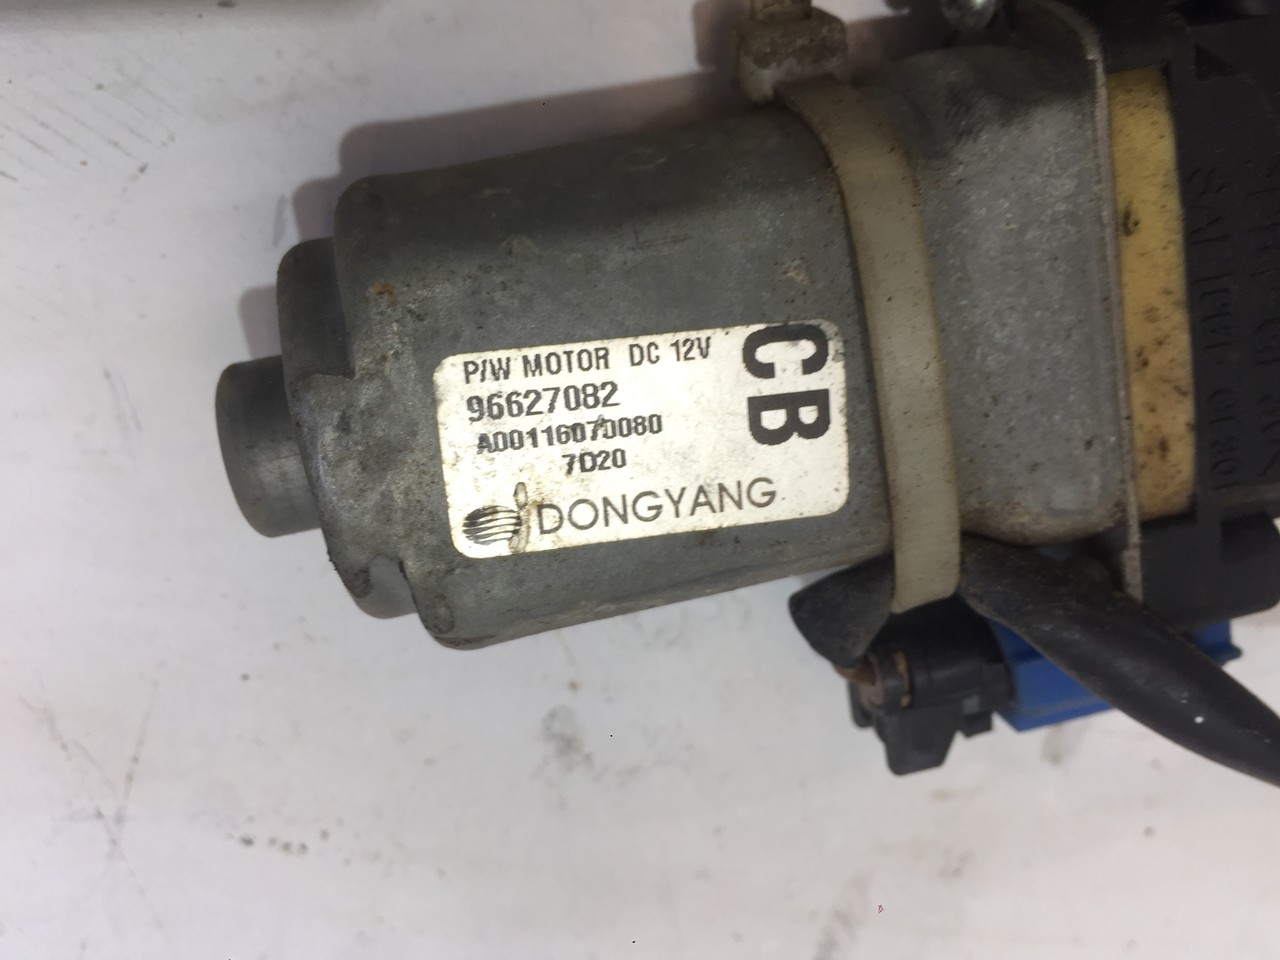 P/W MOTOR DC 12V
96627082
A00116070080
7D20
DONGYANG
CB